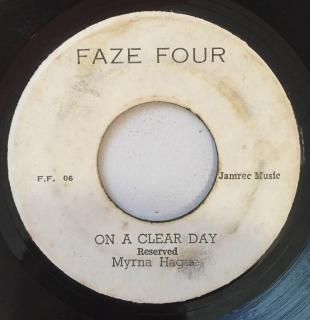 FAZE FOUR
F.F. 06
Jamrec Music
ON A CLEAR DAY
Reserved
Myrna Hague